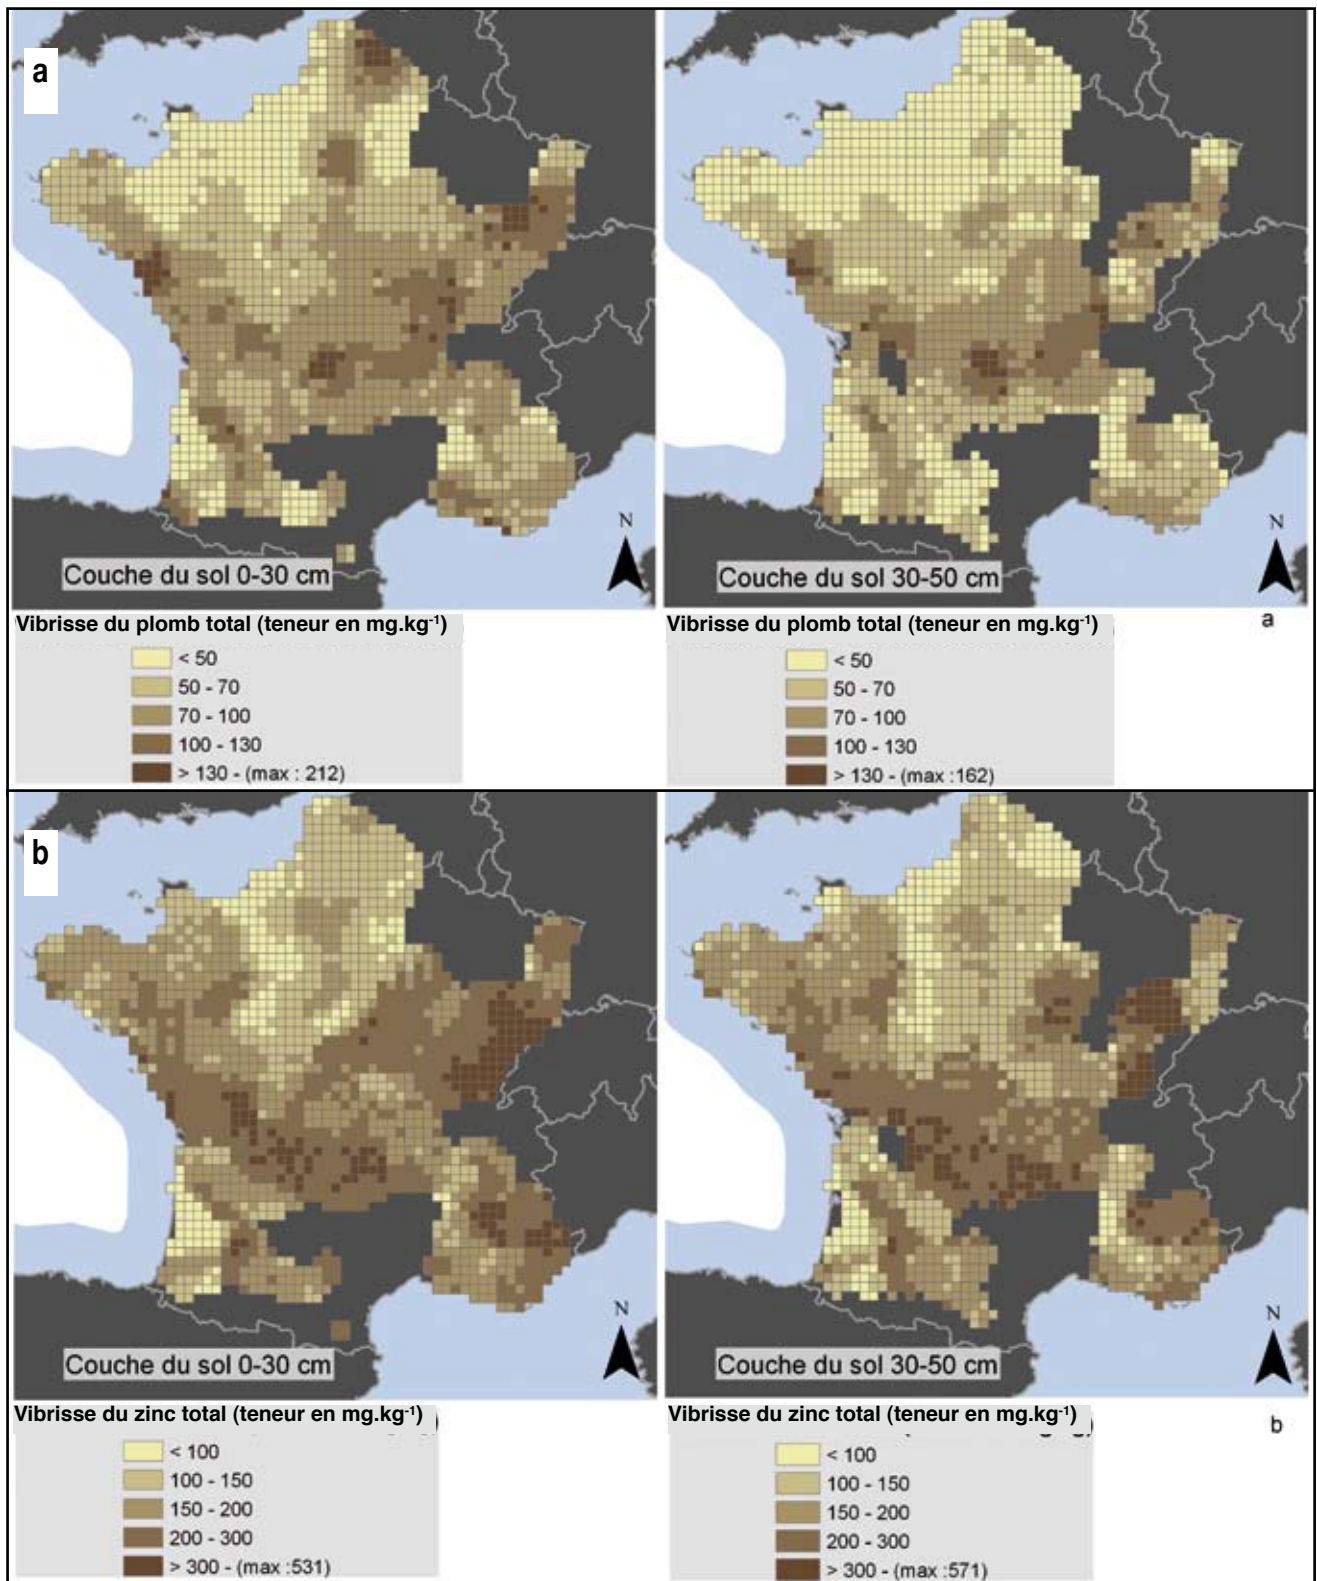 a
N
N
Couche du sol 0-30 cm
Couche du sol 30-50 cm
Vibrisse du plomb total (teneur en mg.kg-1)
< 50
50 - 70
70 - 100
100 - 130
> 130 - (max : 212)
Vibrisse du plomb total (teneur en mg.kg-1)
a
< 50
50 - 70
70 - 100
100 - 130
> 130 - (max :162)
b
N
N
Couche du sol 0-30 cm
Couche du sol 30-50 cm
Vibrisse du zinc total (teneur en mg.kg-1)
< 100
100 - 150
150 - 200
200 - 300
> 300 - (max :531)
Vibrisse du zinc total (teneur en mg.kg-1)
b
< 100
100 - 150
150 - 200
200 - 300
> 300 - (max :571)